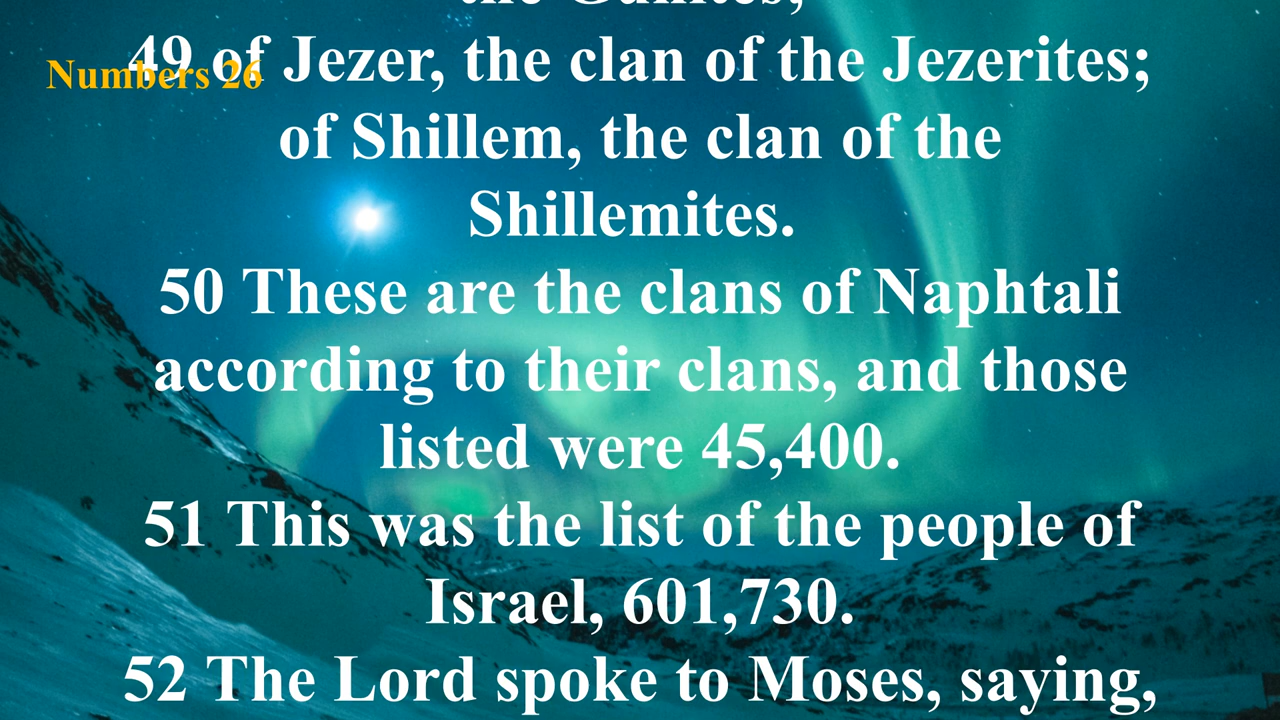 the Gunites;
49 of Jezer, the clan of the Jezerites;
Numbers 26
of Shillem, the clan of the
Shillemites.
50 These are the clans of Naphtali
according to their clans, and those
listed were 45,400.
51 This was the list of the people of
Israel, 601,730.
52 The Lord spoke to Moses, saying,